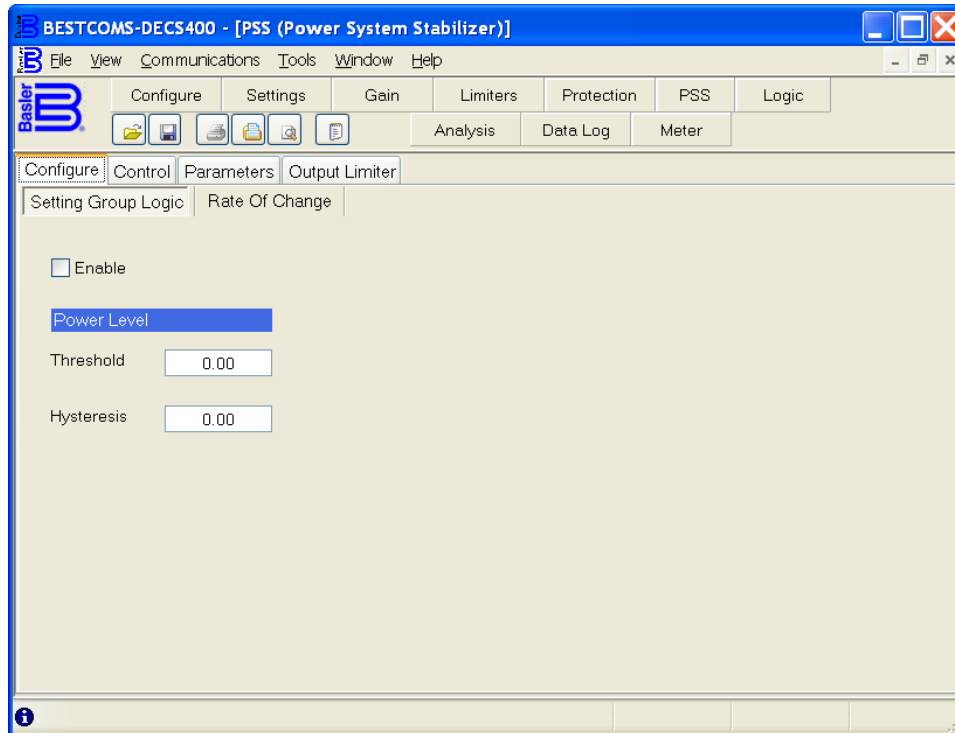 BESTCOMS-DECS400 - [PSS (Power System Stabilizer)]
File View Communications Tools Window Help
Basler
Configure Settings Gain Limiters Protection PSS Logic
Analysis Data Log Meter
Configure Control Parameters Output Limiter
Setting Group Logic Rate Of Change
Enable
Power Level
Threshold 0.00
Hysteresis 0.00